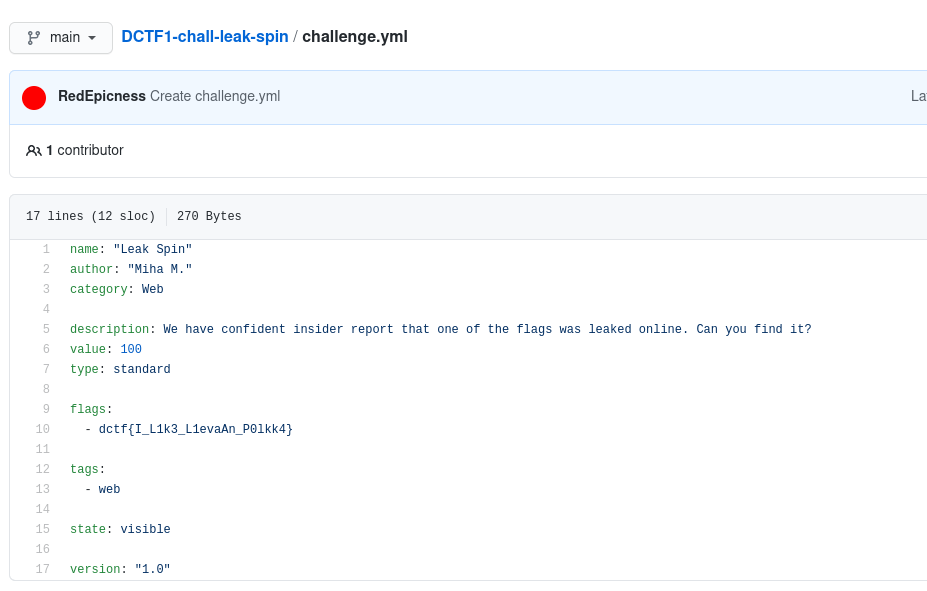 main
DCTF1-chall-leak-spin / challenge.yml
RedEpicness Create challenge.yml
1 contributor
17 lines (12 sloc) 270 Bytes
1 name: "Leak Spin"
2 author: "Miha M."
3 category: Web
4
5 description: We have confident insider report that one of the flags was leaked online. Can you find it?
6 value: 100
7 type: standard
8
9 flags:
10 - dctf{I_L1k3_L1evaAn_P0lkk4}
11
12 tags:
13 - web
14
15 state: visible
16
17 version: "1.0"